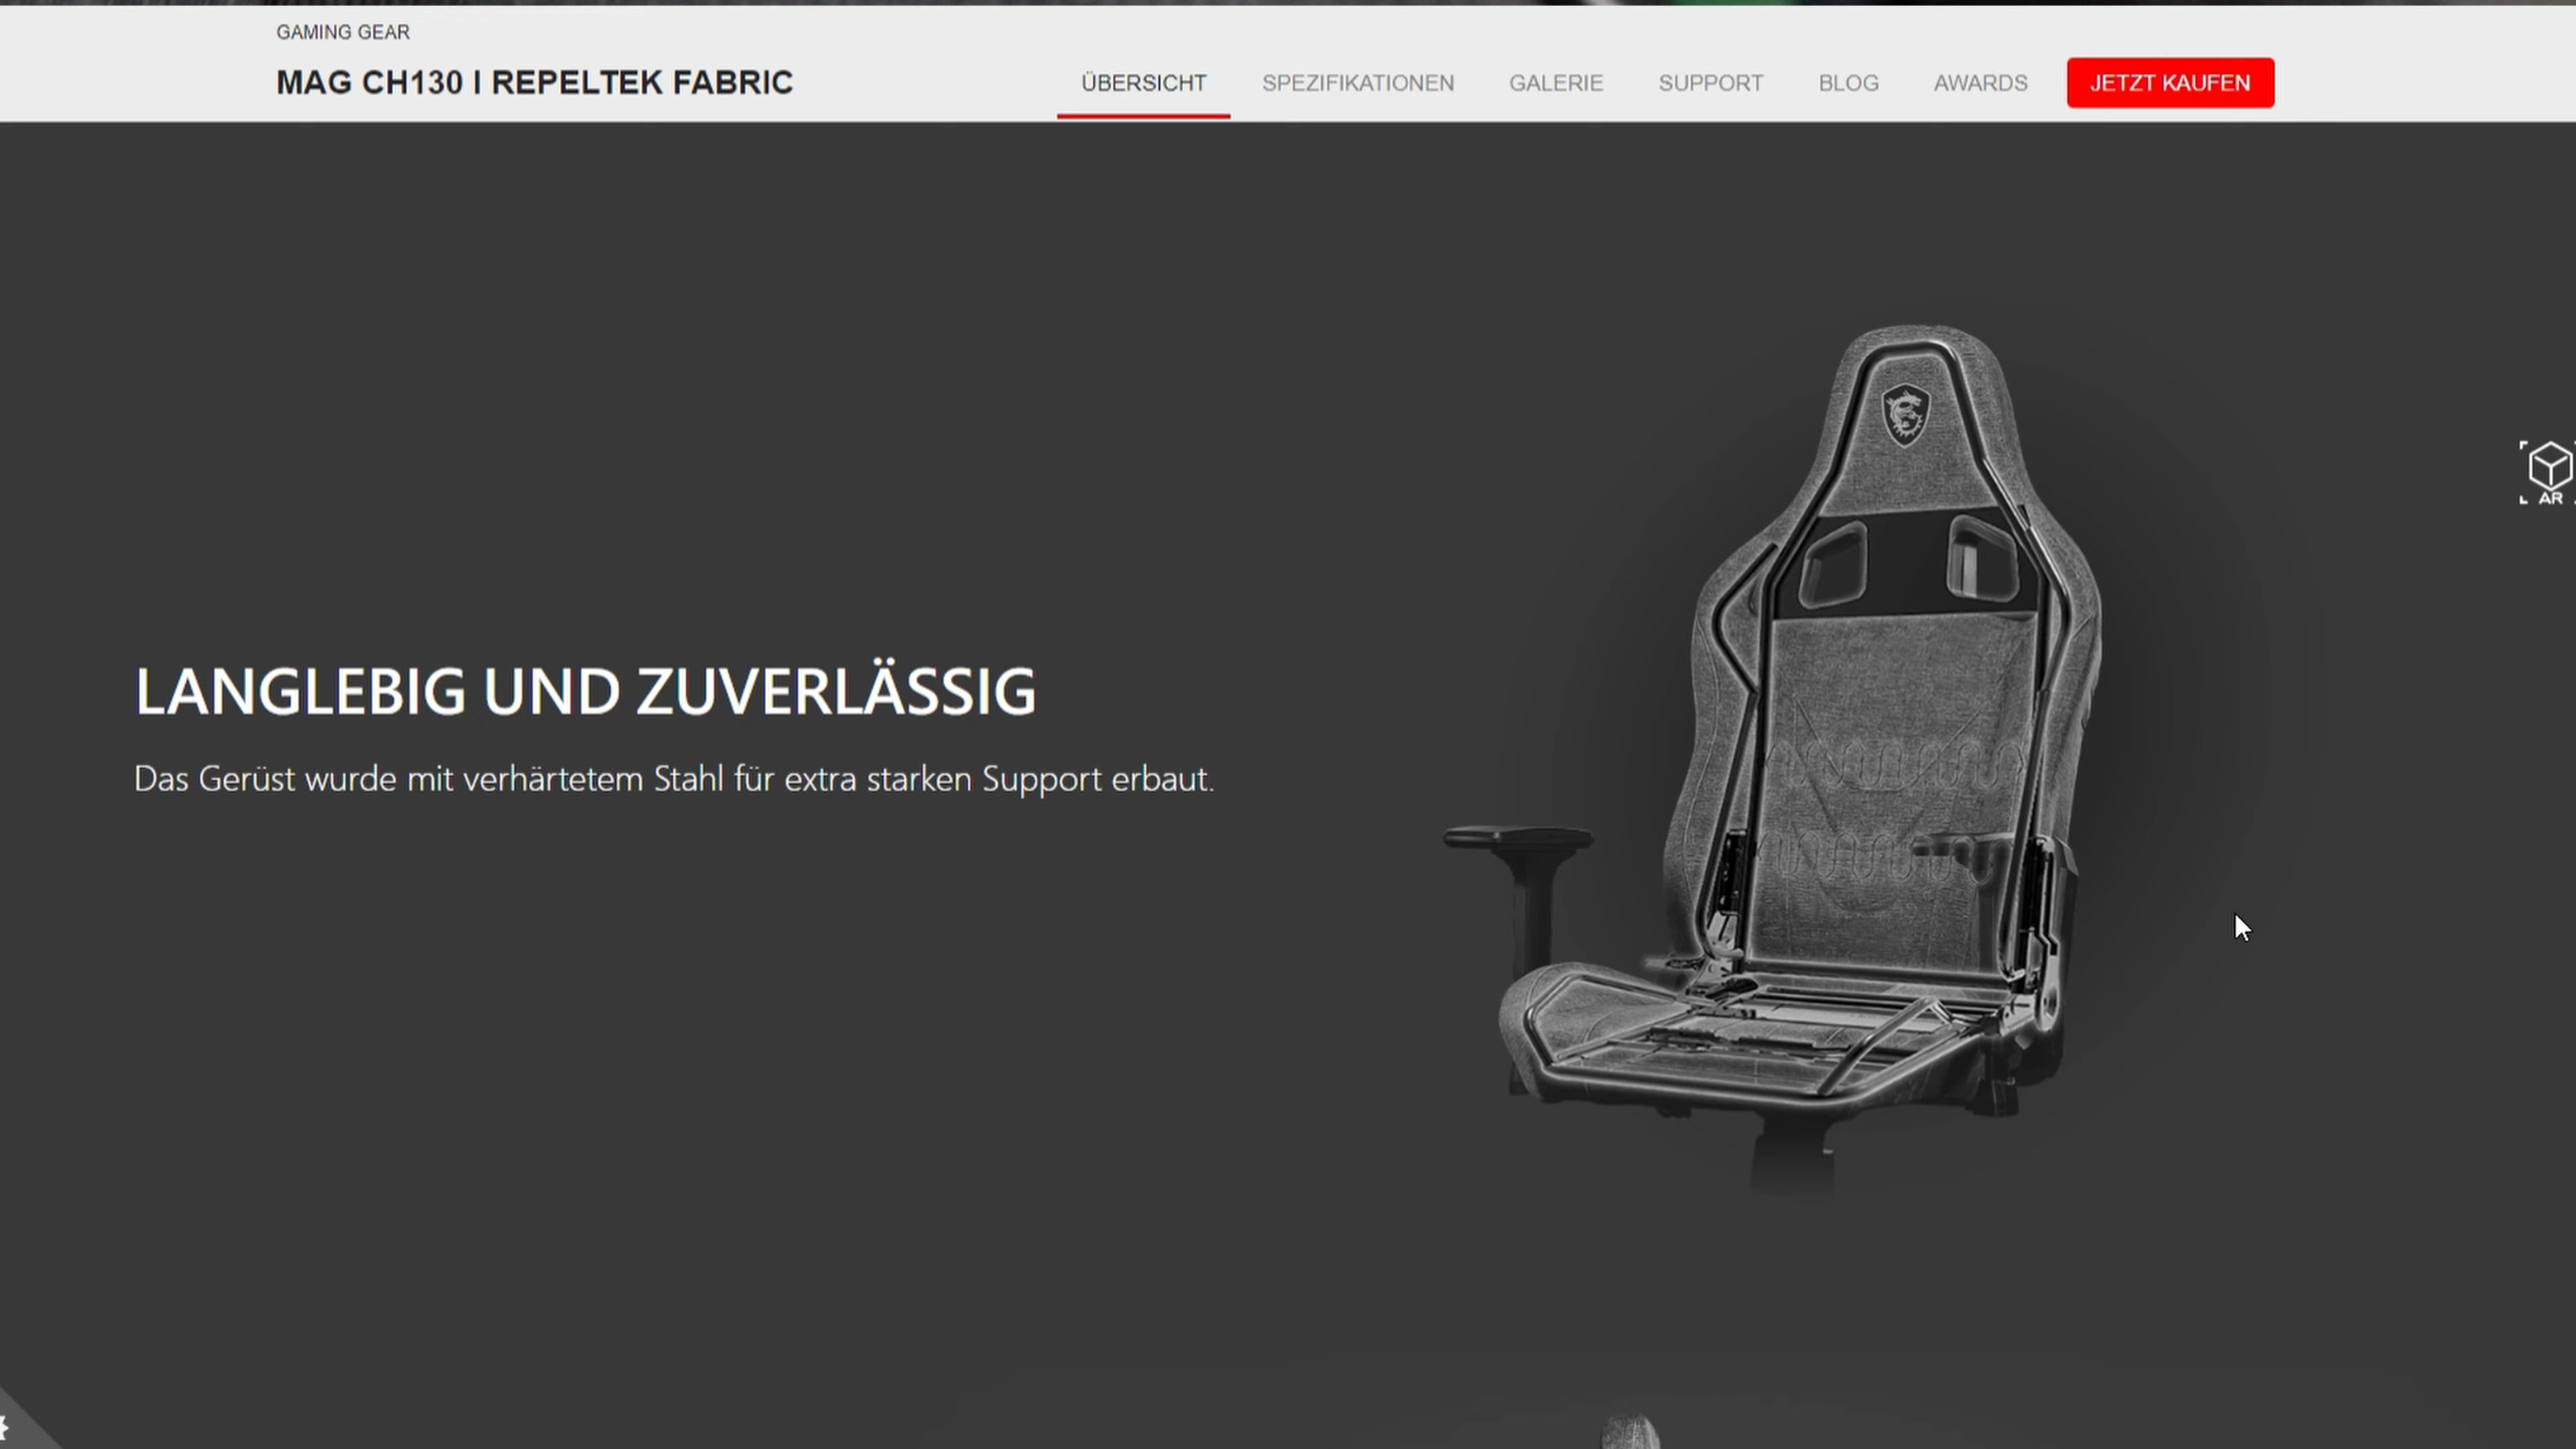 GAMING GEAR
MAG CH130 I REPELTEK FABRIC
ÜBERSICHT
SPEZIFIKATIONEN
GALERIE
SUPPORT
BLOG
AWARDS
JETZT KAUFEN
AR
LANGLEBIG UND ZUVERLÄSSIG
Das Gerüst wurde mit verhärtetem Stahl für extra starken Support erbaut.